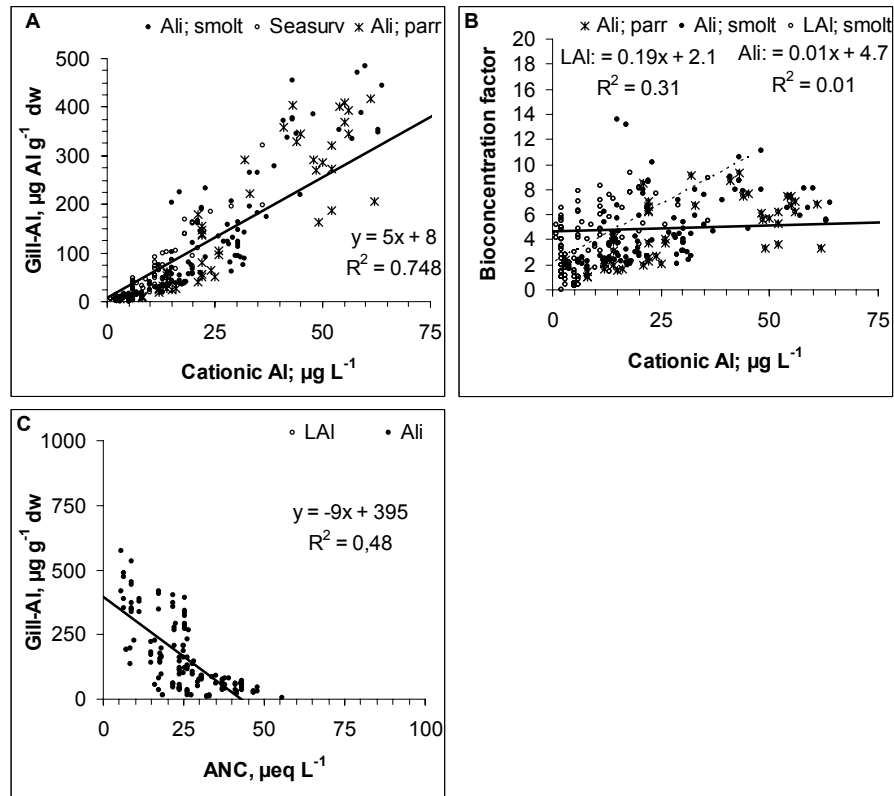 A
• Ali; smolt ○ Seasurv ж Ali; parr
500
400
300
200
100
0
Gill-Al, µg Al g⁻¹ dw
y = 5x + 8
R² = 0.748
0 25 50 75
Cationic Al; µg L⁻¹
B
ж Ali; parr • Ali; smolt ○ LAl; smolt
20
18
16
14
12
10
8
6
4
2
0
Bioconcentration factor
LAl: = 0.19x + 2.1
R² = 0.31
Ali: = 0.01x + 4.7
R² = 0.01
0 25 50 75
Cationic Al; µg L⁻¹
C
○ LAl • Ali
1000
750
500
250
0
Gill-Al, µg g⁻¹ dw
y = -9x + 395
R² = 0,48
0 25 50 75 100
ANC, µeq L⁻¹